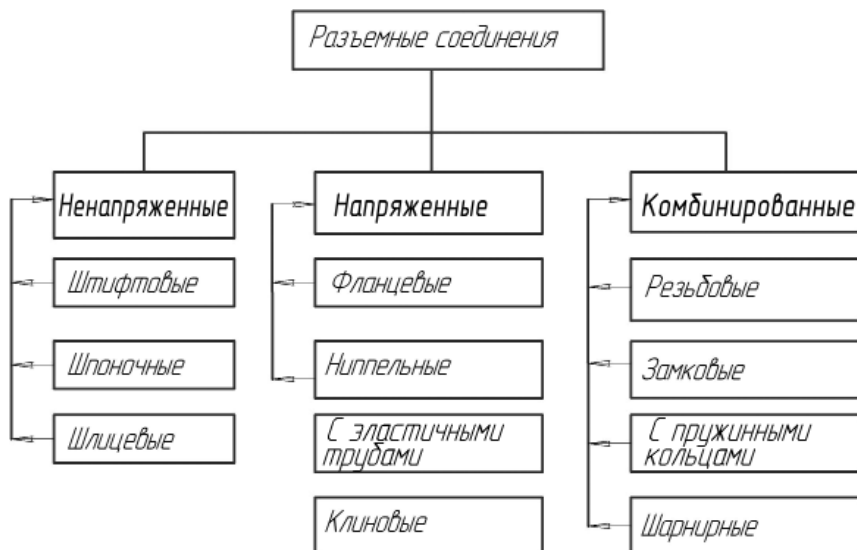 Разъемные соединения
Ненапряженные
Штифтовые
Шпоночные
Шлицевые
Напряженные
Фланцевые
Ниппельные
С эластичными
трубами
Клиновые
Комбинированные
Резьбовые
Замковые
С пружинными
кольцами
Шарнирные